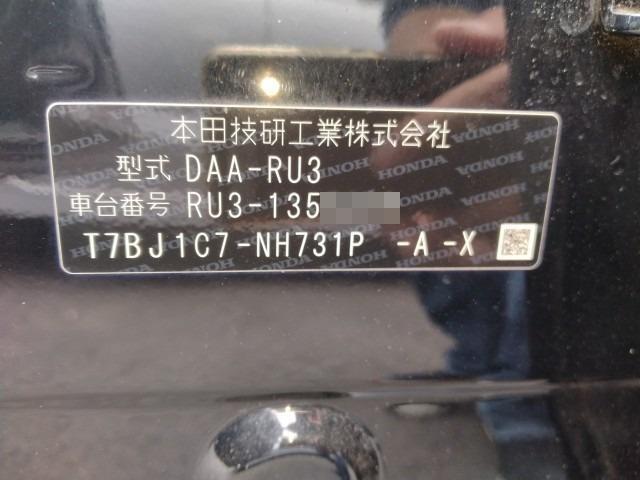 本田技研工業株式会社
型式 DAA-RU3
車台番号 RU3-135
T7BJ1C7-NH731P -A -X